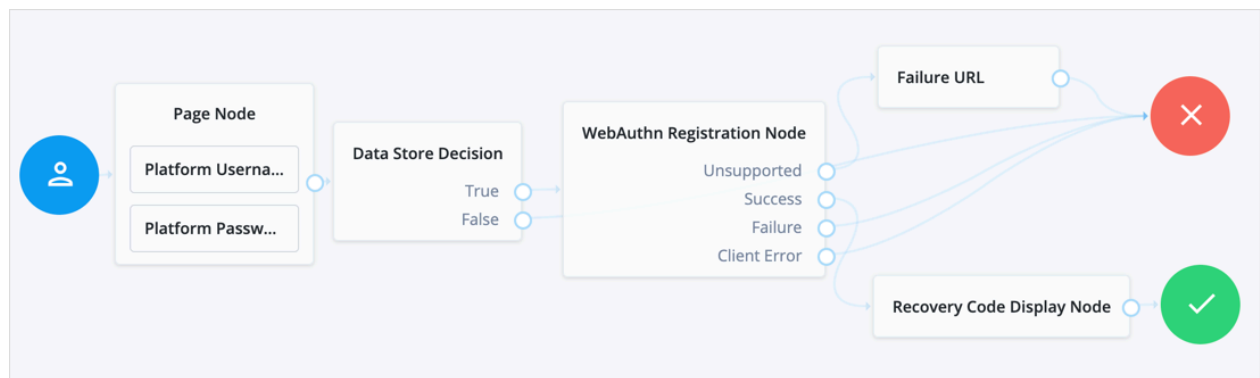 Page Node
Platform Userna...
Platform Passw...
Data Store Decision
True
False
WebAuthn Registration Node
Unsupported
Success
Failure
Client Error
Failure URL
Recovery Code Display Node